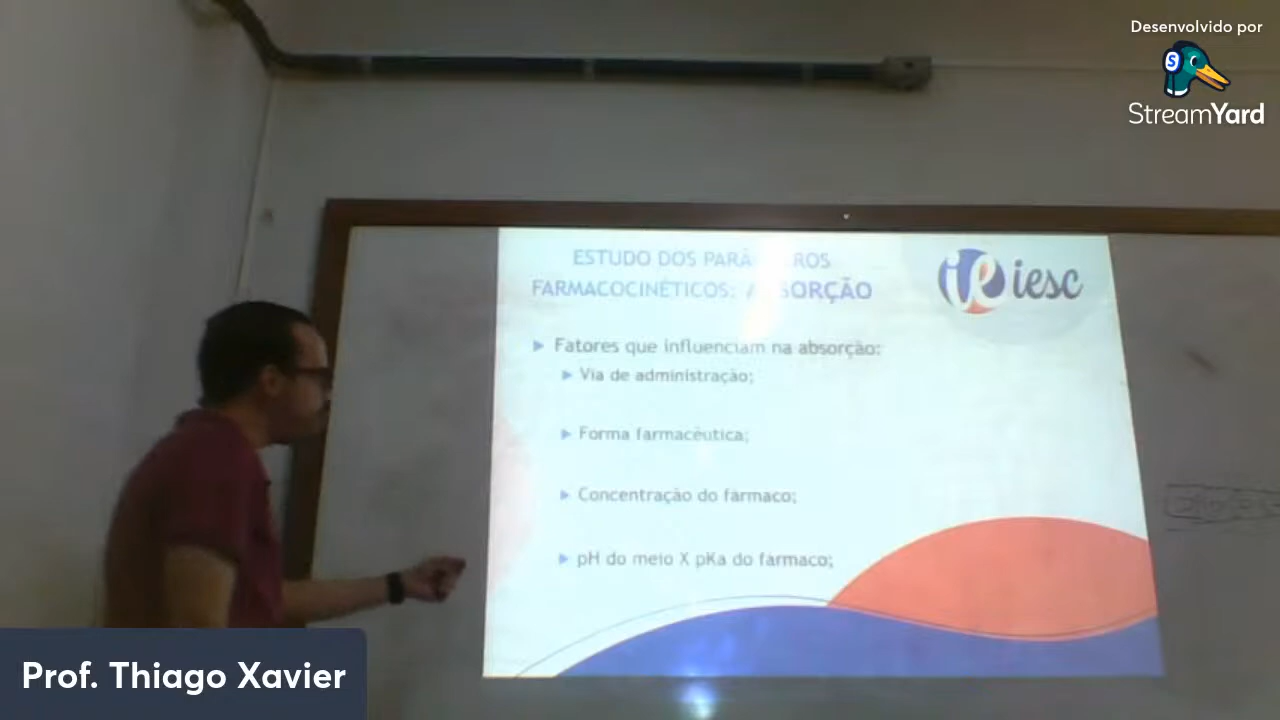 Desenvolvido por
StreamYard
ESTUDO DOS PARÂ ROS
FARMACOCINÉTICOS: A SORÇÃO
iesc
Fatores que influenciam na absorção:
Via de administração;
Forma farmacêutica;
Concentração do fármaco;
pH do meio X pKa do fármaco;
Prof. Thiago Xavier